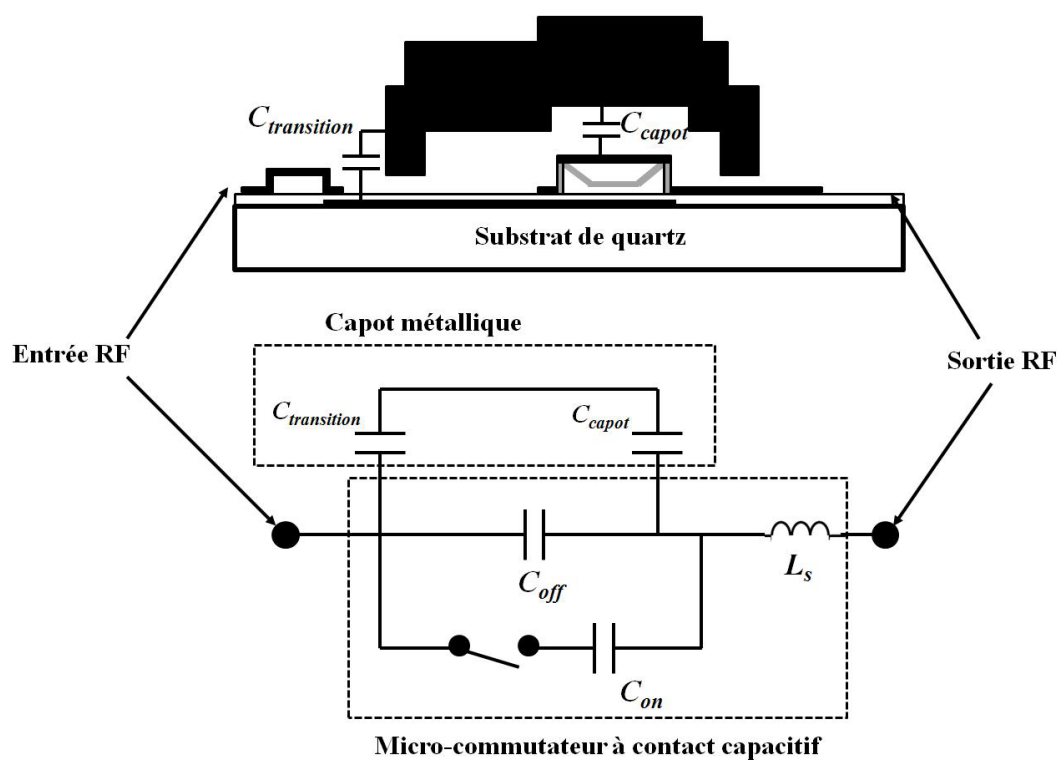 C_transition
C_capot
Substrat de quartz
Capot métallique
Entrée RF
Sortie RF
C_transition
C_capot
C_off
L_s
C_on
Micro-commutateur à contact capacitif